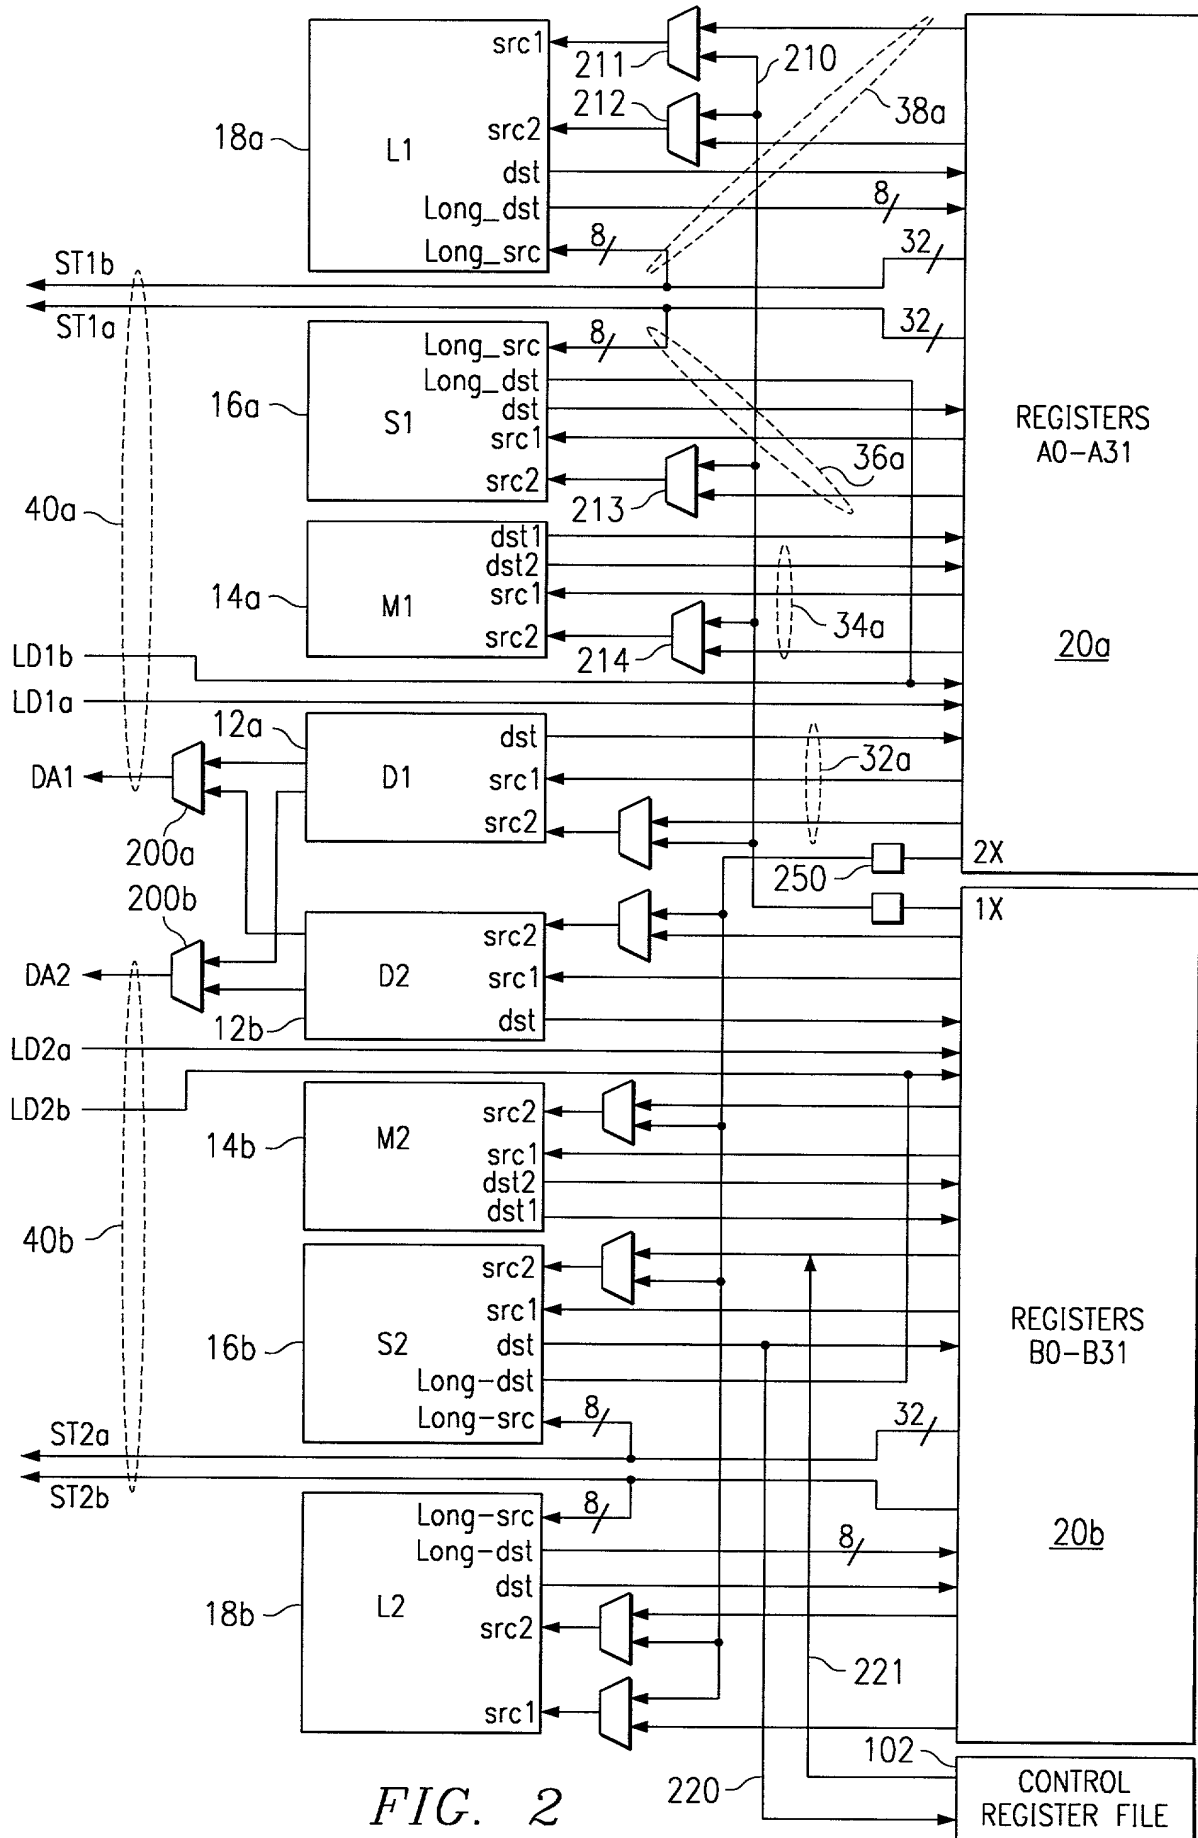 src1
211
210
212
38a
18a
L1
src2
dst
Long_dst
8
Long_src
8
ST1b
32
ST1a
32
Long_src
8
Long_dst
16a
S1
dst
src1
src2
213
36a
REGISTERS
A0-A31
40a
dst1
dst2
14a
M1
src1
src2
214
34a
20a
LD1b
LD1a
12a
dst
D1
src1
src2
32a
DA1
200a
2X
250
1X
200b
src2
D2
src1
dst
DA2
12b
LD2a
LD2b
src2
14b
M2
src1
dst2
dst1
40b
src2
src1
16b
S2
dst
Long-dst
Long-src
8
32
REGISTERS
B0-B31
ST2a
ST2b
Long-src
8
Long-dst
8
20b
dst
18b
L2
src2
src1
221
102
220
CONTROL
REGISTER FILE
FIG. 2